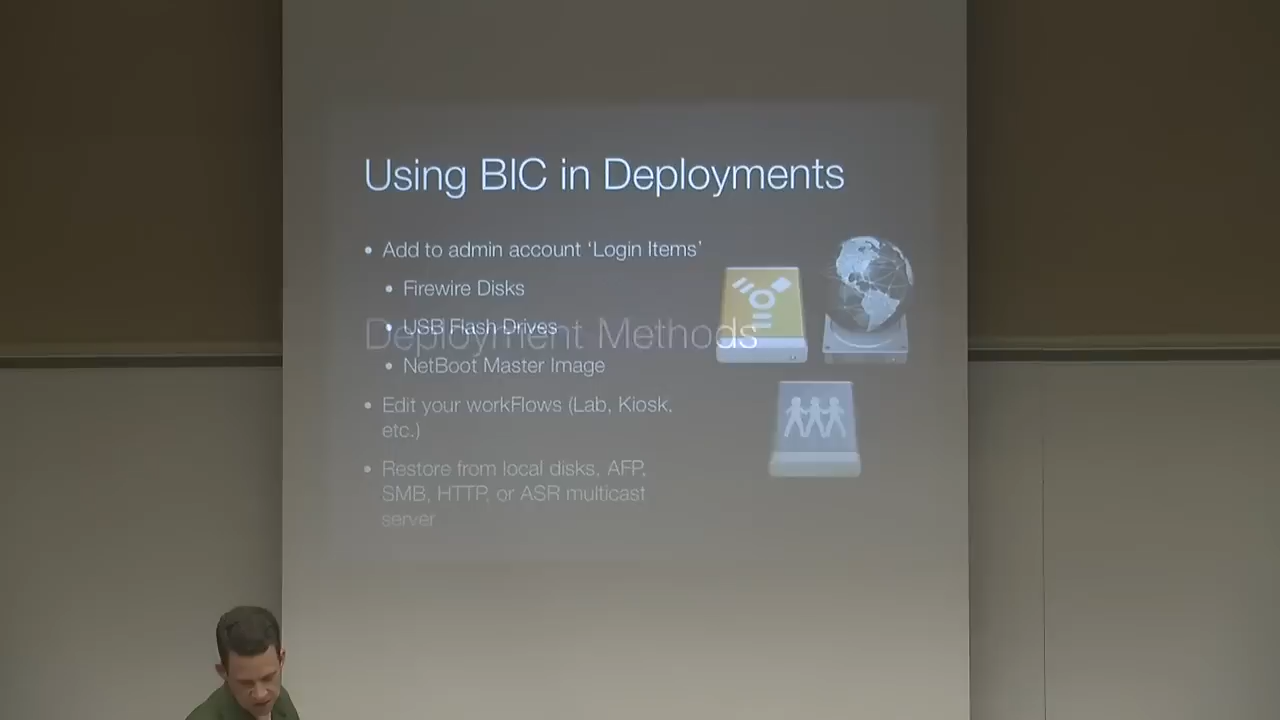 Using BIC in Deployments
• Add to admin account ‘Login Items’
• Firewire Disks
• USB Flash Drives
Deployment Methods
• NetBoot Master Image
• Edit your workFlows (Lab, Kiosk,
etc.)
• Restore from local disks, AFP,
SMB, HTTP, or ASR multicast
server